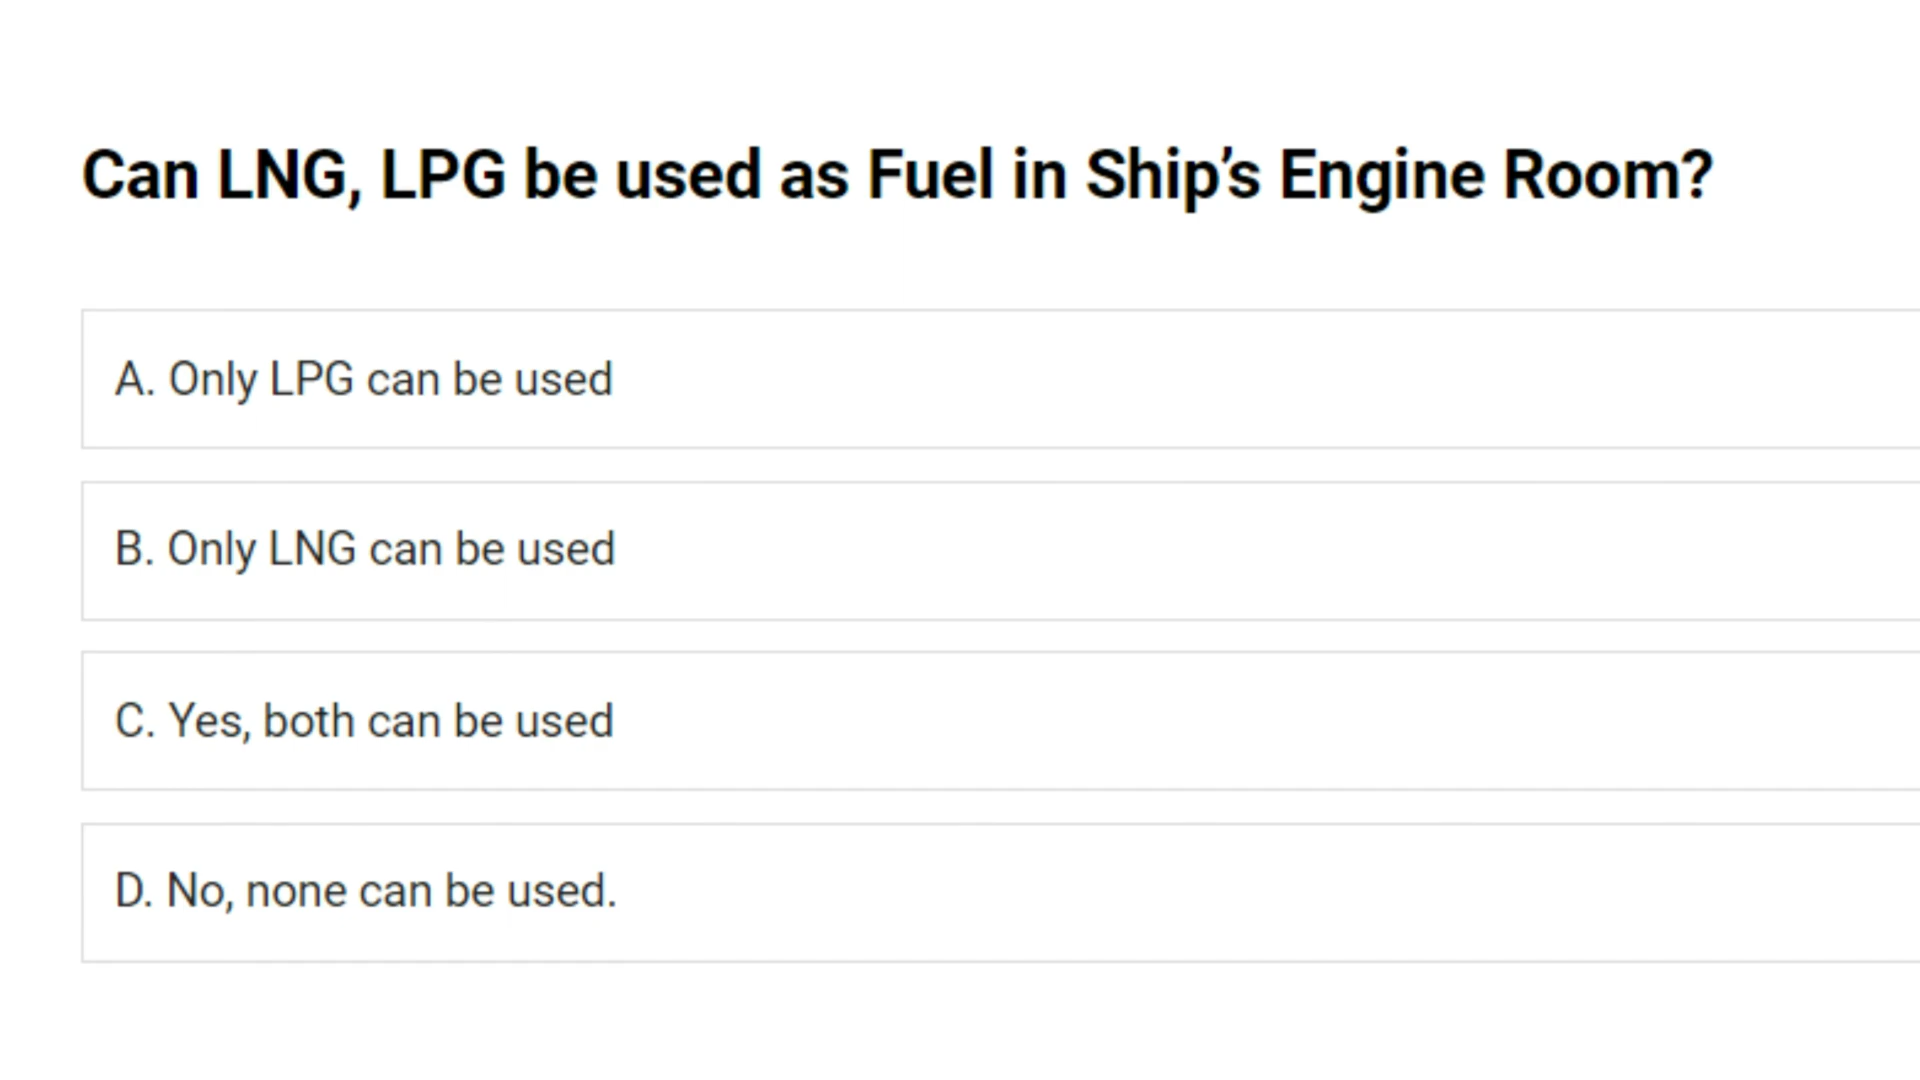 Can LNG, LPG be used as Fuel in Ship’s Engine Room?
A. Only LPG can be used
B. Only LNG can be used
C. Yes, both can be used
D. No, none can be used.